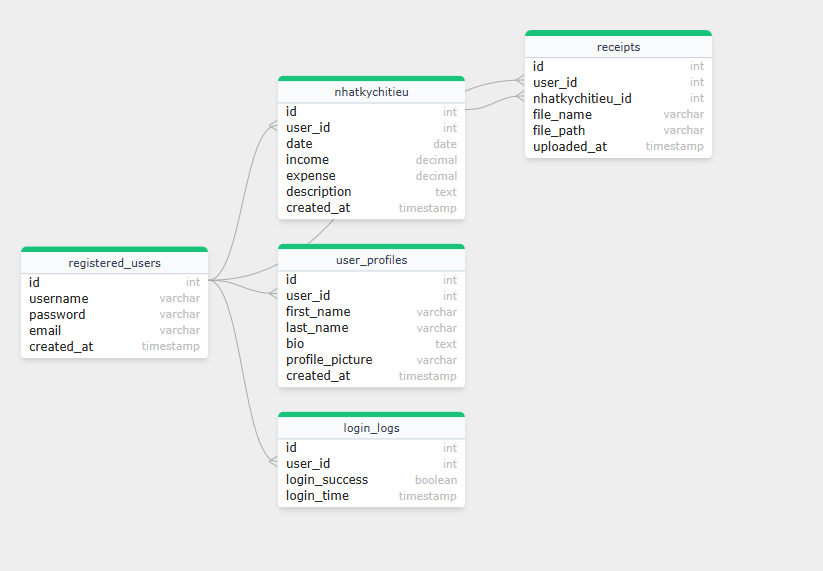 receipts
id int
user_id int
nhatkychitieu_id int
file_name varchar
file_path varchar
uploaded_at timestamp
nhatkychitieu
id int
user_id int
date date
income decimal
expense decimal
description text
created_at timestamp
registered_users
id int
username varchar
password varchar
email varchar
created_at timestamp
user_profiles
id int
user_id int
first_name varchar
last_name varchar
bio text
profile_picture varchar
created_at timestamp
login_logs
id int
user_id int
login_success boolean
login_time timestamp